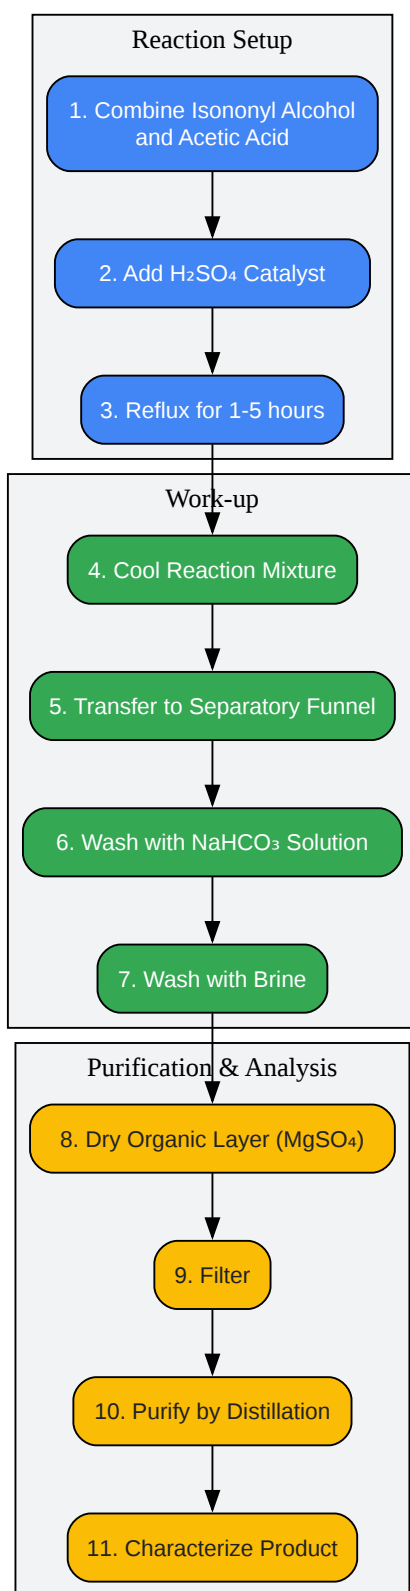 Reaction Setup
1. Combine Isononyl Alcohol
and Acetic Acid
2. Add H₂SO₄ Catalyst
3. Reflux for 1-5 hours
Work-up
4. Cool Reaction Mixture
5. Transfer to Separatory Funnel
6. Wash with NaHCO₃ Solution
7. Wash with Brine
Purification & Analysis
8. Dry Organic Layer (MgSO₄)
9. Filter
10. Purify by Distillation
11. Characterize Product